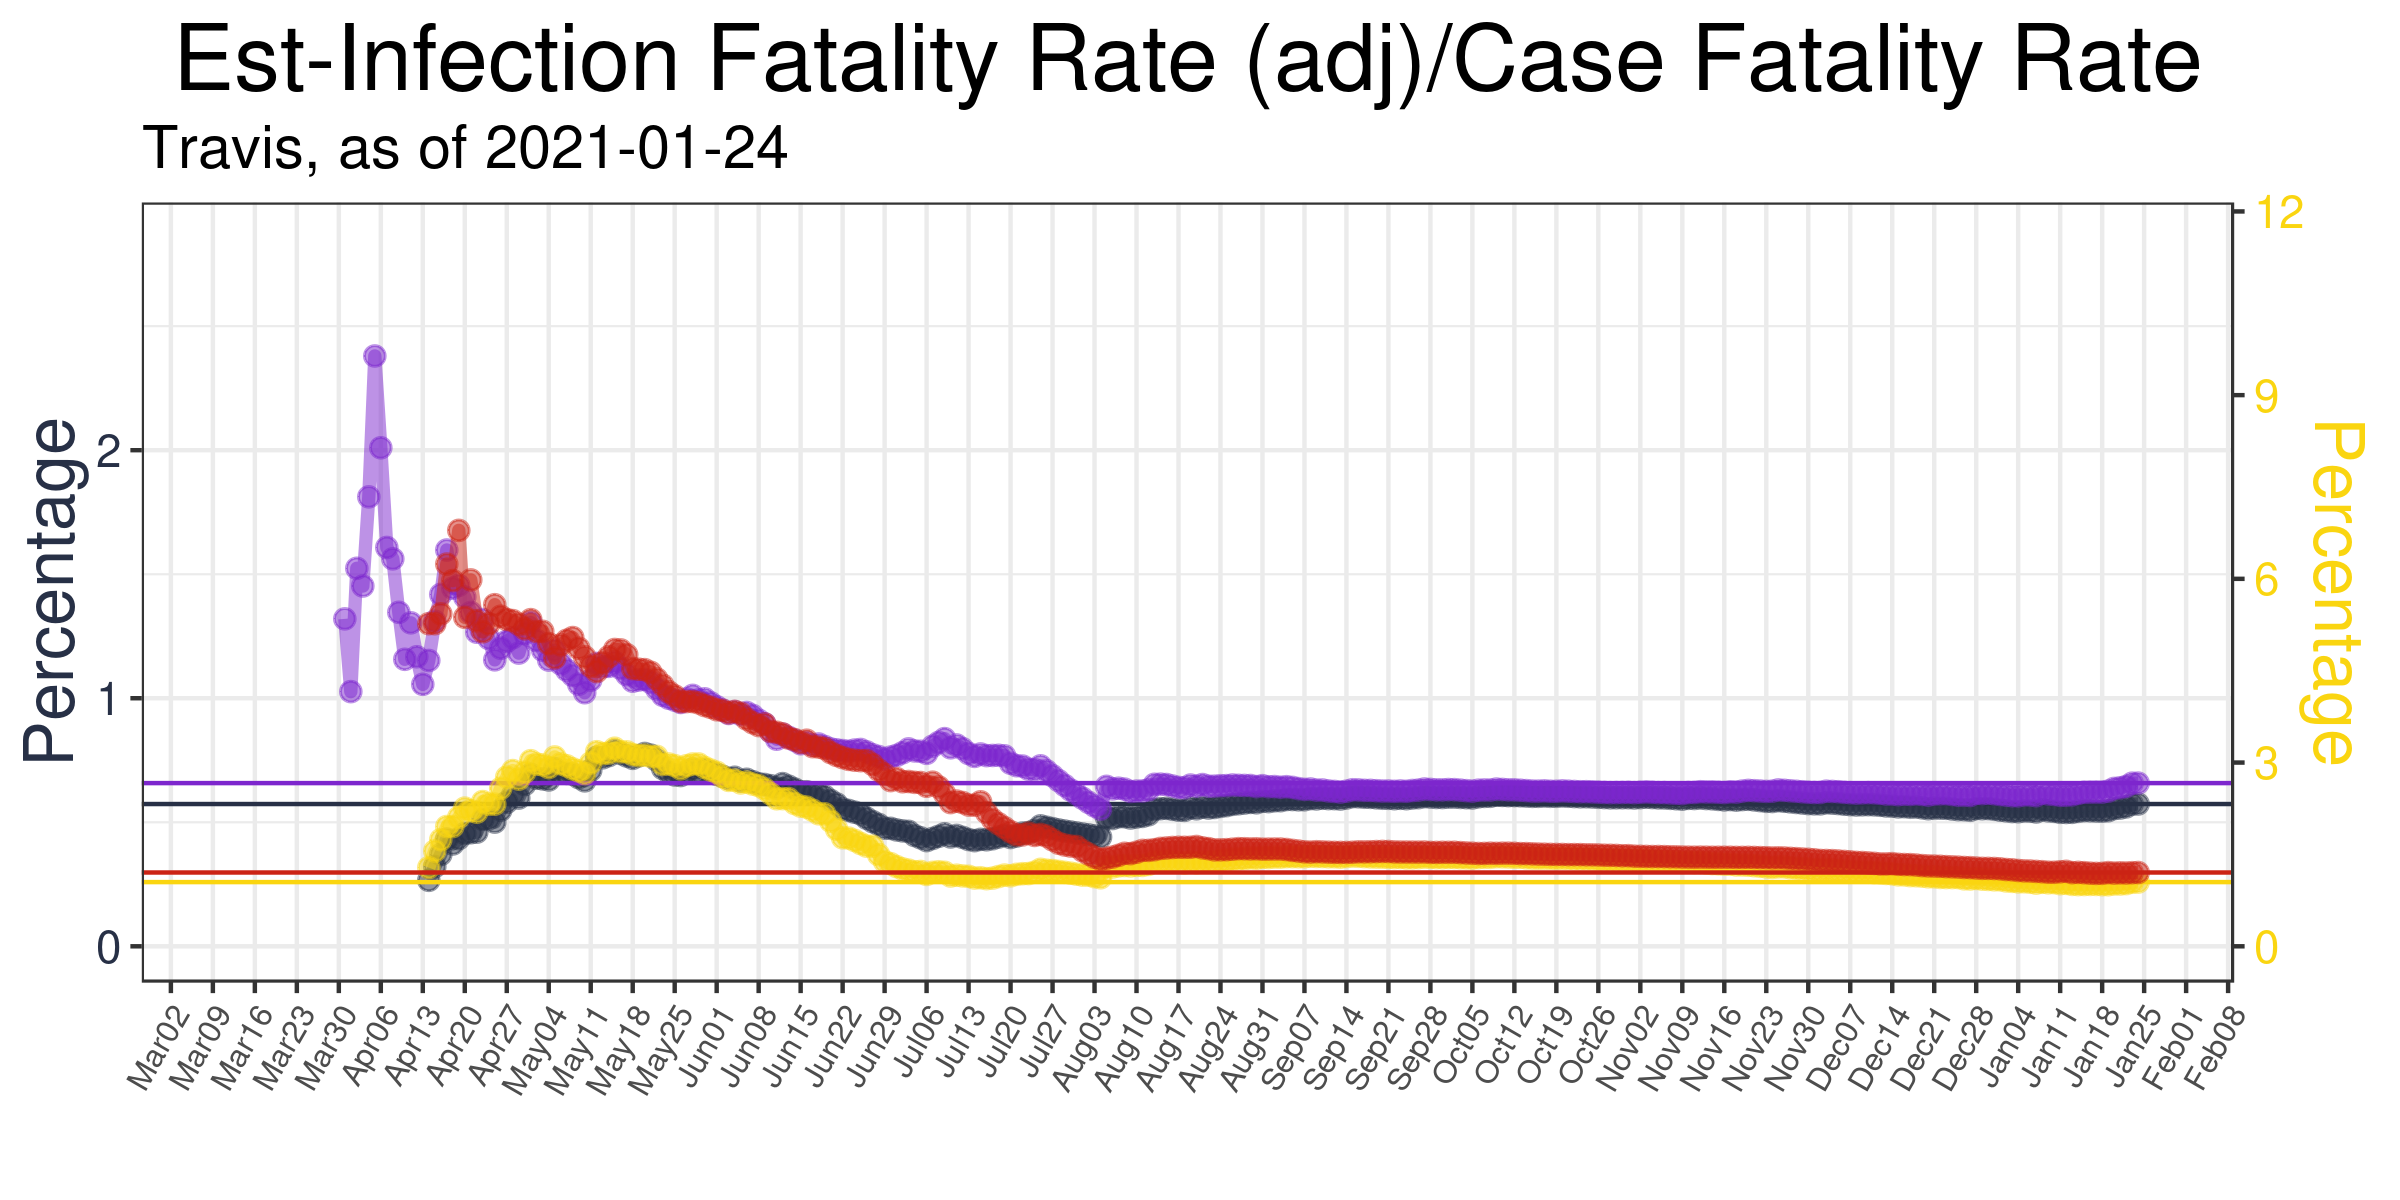 Est-Infection Fatality Rate (adj)/Case Fatality Rate
Travis, as of 2021-01-24
Percentage
2
1
0
12
9
6
3
0
Percentage
Mar02
Mar09
Mar16
Mar23
Mar30
Apr06
Apr13
Apr20
Apr27
May04
May11
May18
May25
Jun01
Jun08
Jun15
Jun22
Jun29
Jul06
Jul13
Jul20
Jul27
Aug03
Aug10
Aug17
Aug24
Aug31
Sep07
Sep14
Sep21
Sep28
Oct05
Oct12
Oct19
Oct26
Nov02
Nov09
Nov16
Nov23
Nov30
Dec07
Dec14
Dec21
Dec28
Jan04
Jan11
Jan18
Jan25
Feb01
Feb08